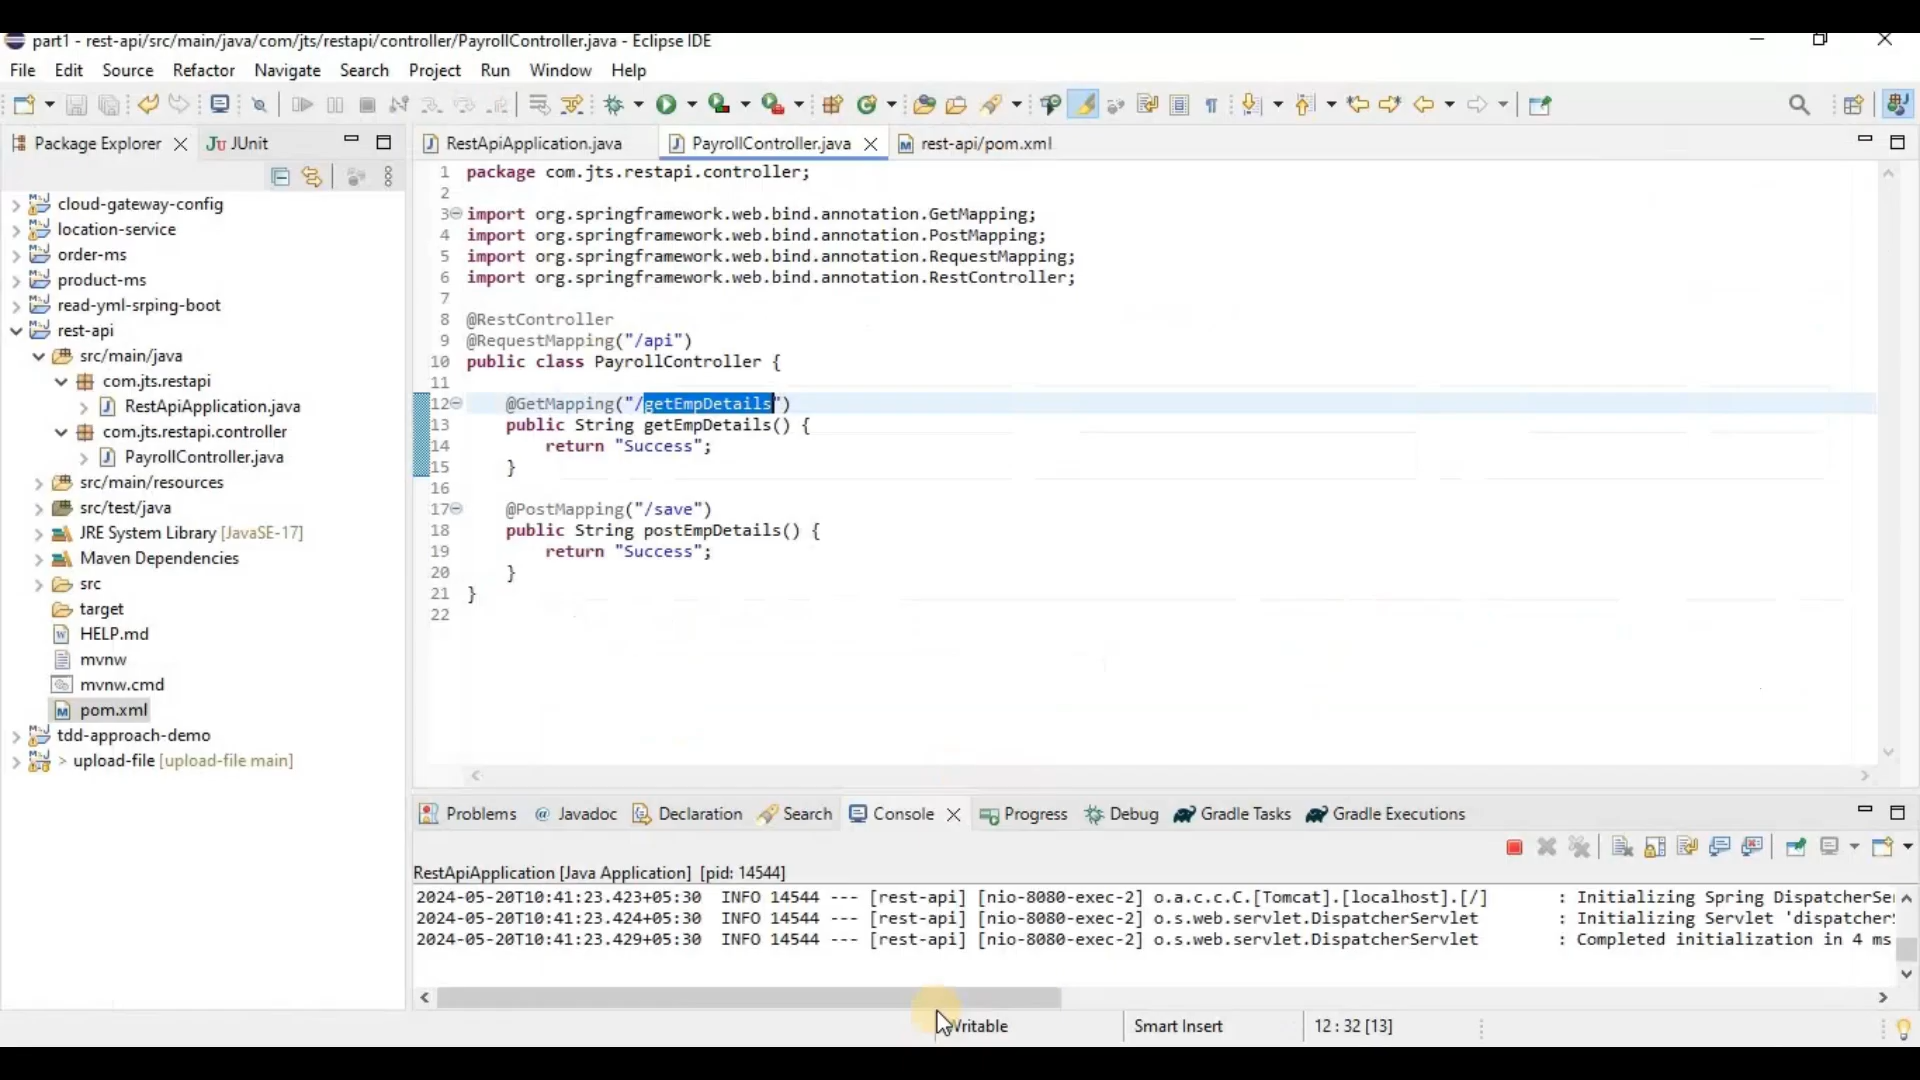 part1 - rest-api/src/main/java/com/jts/restapi/controller/PayrollController.java - Eclipse IDE
File Edit Source Refactor Navigate Search Project Run Window Help
Package Explorer JUnit
RestApiApplication.java PayrollController.java rest-api/pom.xml
cloud-gateway-config
location-service
order-ms
product-ms
read-yml-srping-boot
rest-api
src/main/java
com.jts.restapi
RestApiApplication.java
com.jts.restapi.controller
PayrollController.java
src/main/resources
src/test/java
JRE System Library [JavaSE-17]
Maven Dependencies
src
target
HELP.md
mvnw
mvnw.cmd
pom.xml
tdd-approach-demo
> upload-file [upload-file main]
1 package com.jts.restapi.controller;
2
3 import org.springframework.web.bind.annotation.GetMapping;
4 import org.springframework.web.bind.annotation.PostMapping;
5 import org.springframework.web.bind.annotation.RequestMapping;
6 import org.springframework.web.bind.annotation.RestController;
7
8 @RestController
9 @RequestMapping("/api")
10 public class PayrollController {
11
12 @GetMapping("/getEmpDetails")
13 public String getEmpDetails() {
14 return "Success";
15 }
16
17 @PostMapping("/save")
18 public String postEmpDetails() {
19 return "Success";
20 }
21 }
22
Problems Javadoc Declaration Search Console Progress Debug Gradle Tasks Gradle Executions
RestApiApplication [Java Application] [pid: 14544]
2024-05-20T10:41:23.423+05:30 INFO 14544 --- [rest-api] [nio-8080-exec-2] o.a.c.c.C.[Tomcat].[localhost].[/] : Initializing Spring DispatcherSe
2024-05-20T10:41:23.424+05:30 INFO 14544 --- [rest-api] [nio-8080-exec-2] o.s.web.servlet.DispatcherServlet : Initializing Servlet 'dispatcher
2024-05-20T10:41:23.429+05:30 INFO 14544 --- [rest-api] [nio-8080-exec-2] o.s.web.servlet.DispatcherServlet : Completed initialization in 4 ms
Writable Smart Insert 12 : 32 [13]